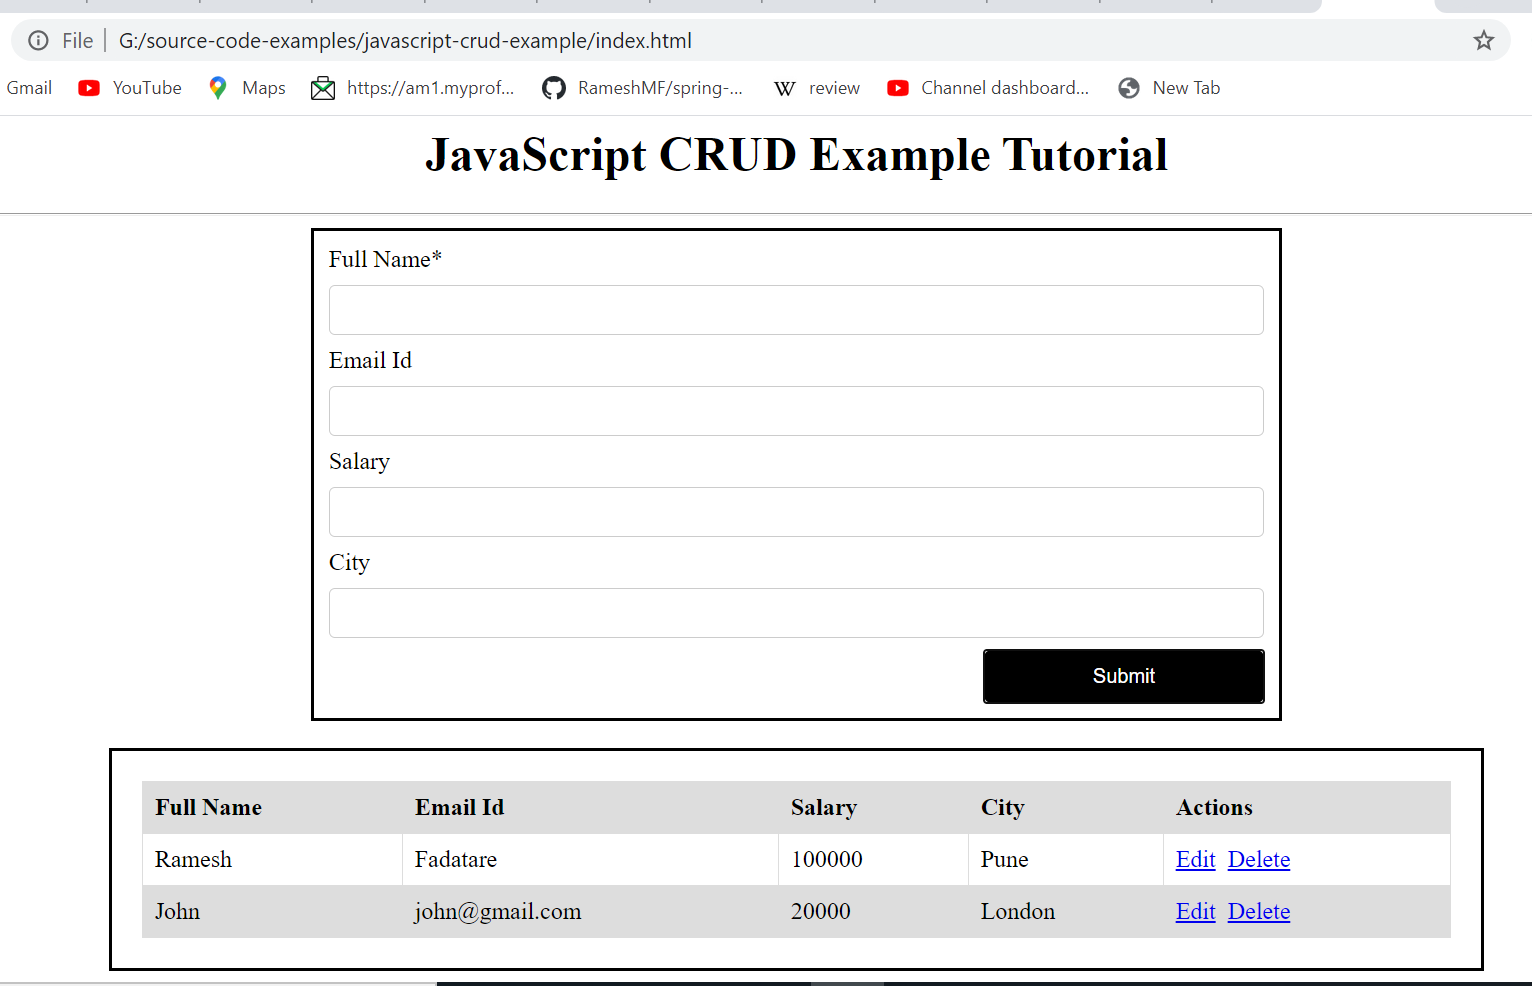 File G:/source-code-examples/javascript-crud-example/index.html
Gmail YouTube Maps https://am1.myprof... RameshMF/spring-... W review Channel dashboard... New Tab
JavaScript CRUD Example Tutorial
Full Name*
Email Id
Salary
City
Submit
Full Name Email Id Salary City Actions
Ramesh Fadatare 100000 Pune Edit Delete
John john@gmail.com 20000 London Edit Delete